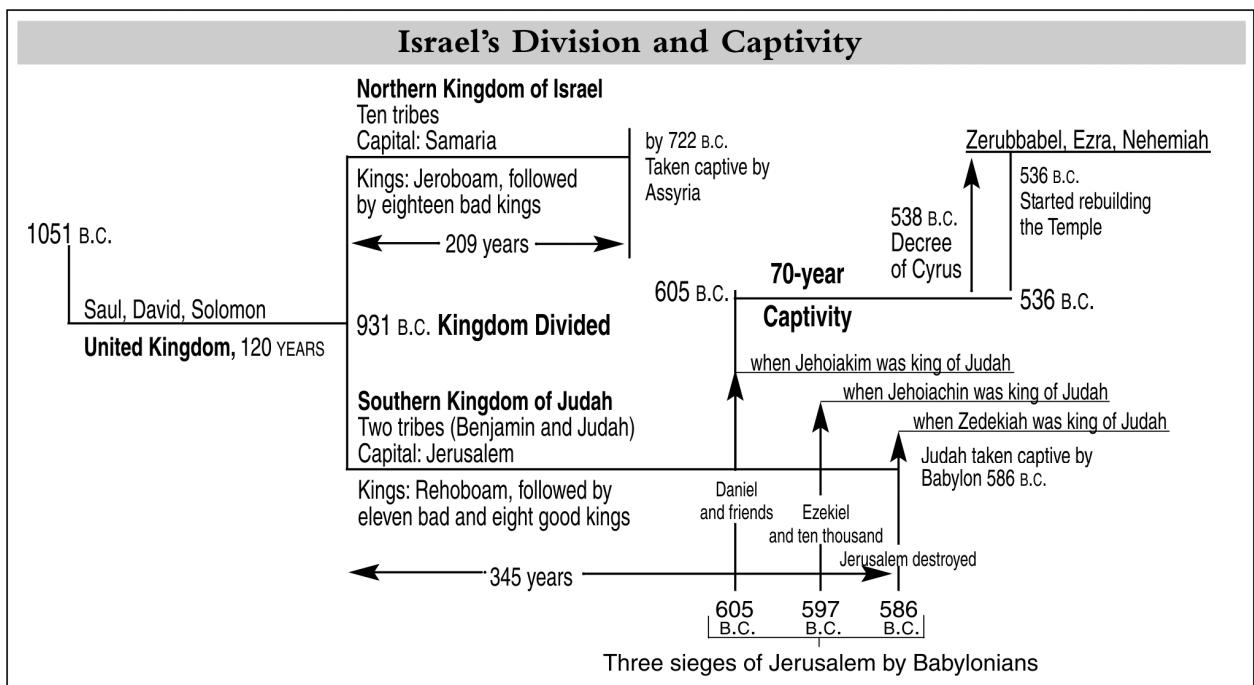 Israel's Division and Captivity
Northern Kingdom of Israel
Ten tribes
Capital: Samaria
Kings: Jeroboam, followed
by eighteen bad kings
209 years
by 722 B.C.
Taken captive by
Assyria
1051 B.C.
Saul, David, Solomon
United Kingdom, 120 YEARS
931 B.C. Kingdom Divided
Southern Kingdom of Judah
Two tribes (Benjamin and Judah)
Capital: Jerusalem
Kings: Rehoboam, followed by
eleven bad and eight good kings
345 years
Zerubbabel, Ezra, Nehemiah
538 B.C.
Decree
of Cyrus
536 B.C.
Started rebuilding
the Temple
605 B.C.
70-year
Captivity
536 B.C.
when Jehoiakim was king of Judah
when Jehoiachin was king of Judah
when Zedekiah was king of Judah
Judah taken captive by
Babylon 586 B.C.
Daniel
and friends
Ezekiel
and ten thousand
Jerusalem destroyed
605
B.C.
597
B.C.
586
B.C.
Three sieges of Jerusalem by Babylonians